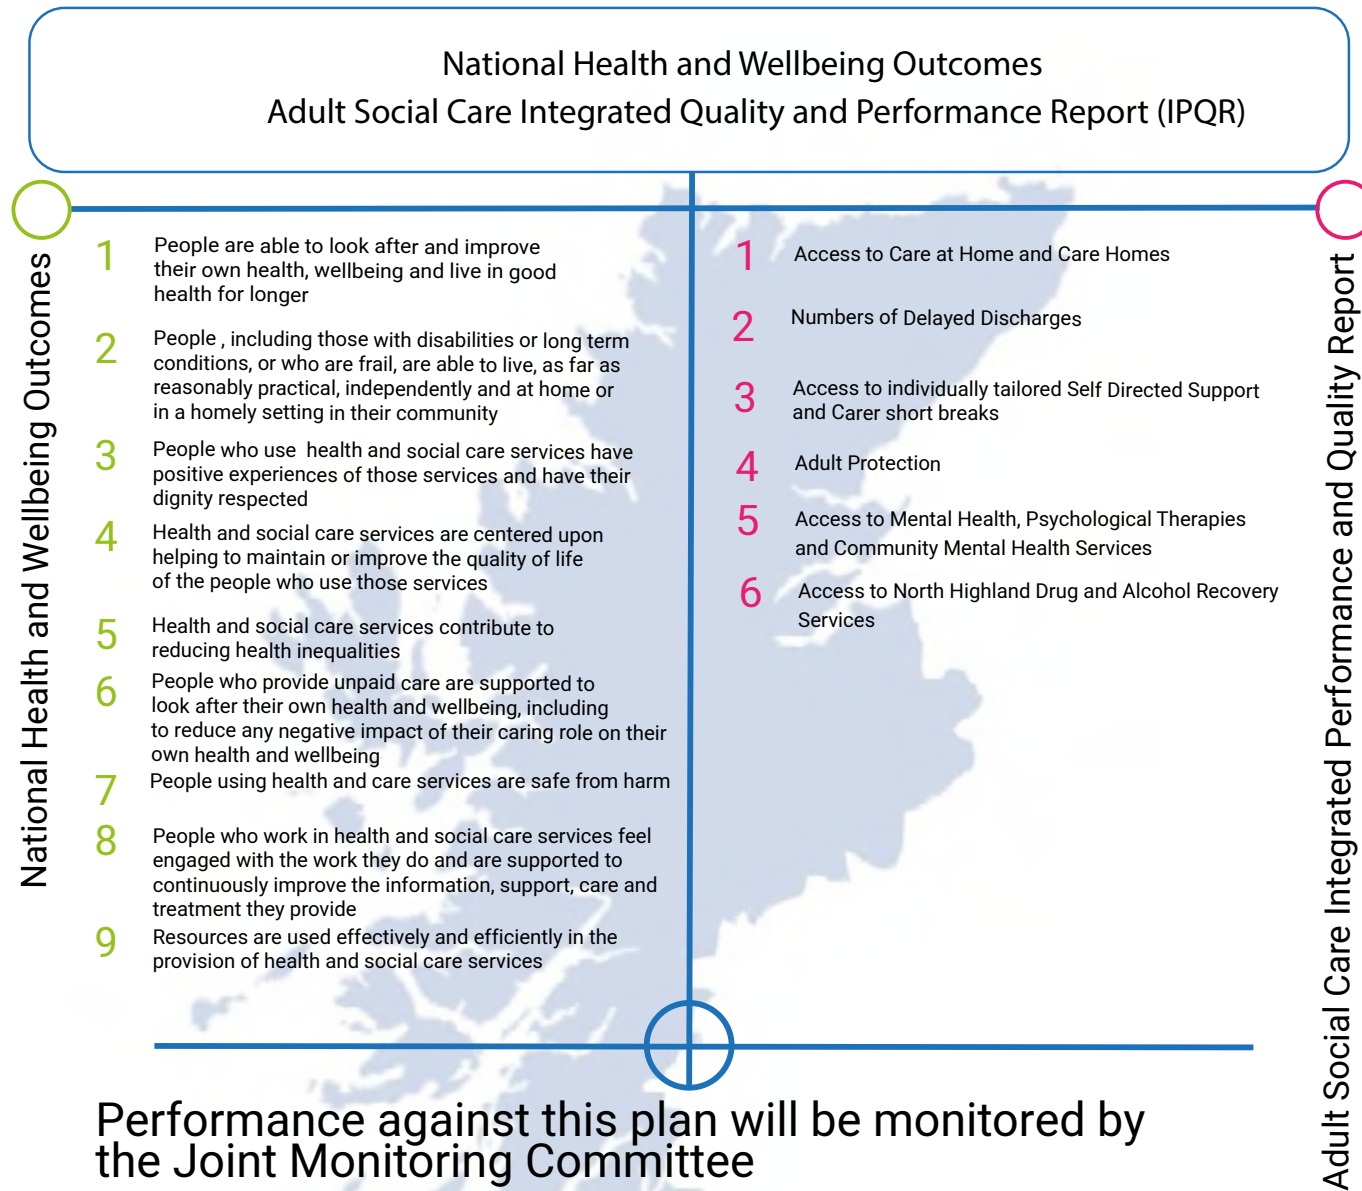 National Health and Wellbeing Outcomes
Adult Social Care Integrated Quality and Performance Report (IPQR)
National Health and Wellbeing Outcomes
1
People are able to look after and improve
their own health, wellbeing and live in good
health for longer
2
People , including those with disabilities or long term
conditions, or who are frail, are able to live, as far as
reasonably practical, independently and at home or
in a homely setting in their community
3
People who use health and social care services have
positive experiences of those services and have their
dignity respected
4
Health and social care services are centered upon
helping to maintain or improve the quality of life
of the people who use those services
5
Health and social care services contribute to
reducing health inequalities
6
People who provide unpaid care are supported to
look after their own health and wellbeing, including
to reduce any negative impact of their caring role on their
own health and wellbeing
7
People using health and care services are safe from harm
8
People who work in health and social care services feel
engaged with the work they do and are supported to
continuously improve the information, support, care and
treatment they provide
9
Resources are used effectively and efficiently in the
provision of health and social care services
1
Access to Care at Home and Care Homes
2
Numbers of Delayed Discharges
3
Access to individually tailored Self Directed Support
and Carer short breaks
4
Adult Protection
5
Access to Mental Health, Psychological Therapies
and Community Mental Health Services
6
Access to North Highland Drug and Alcohol Recovery
Services
Adult Social Care Integrated Performance and Quality Report
Performance against this plan will be monitored by
the Joint Monitoring Committee